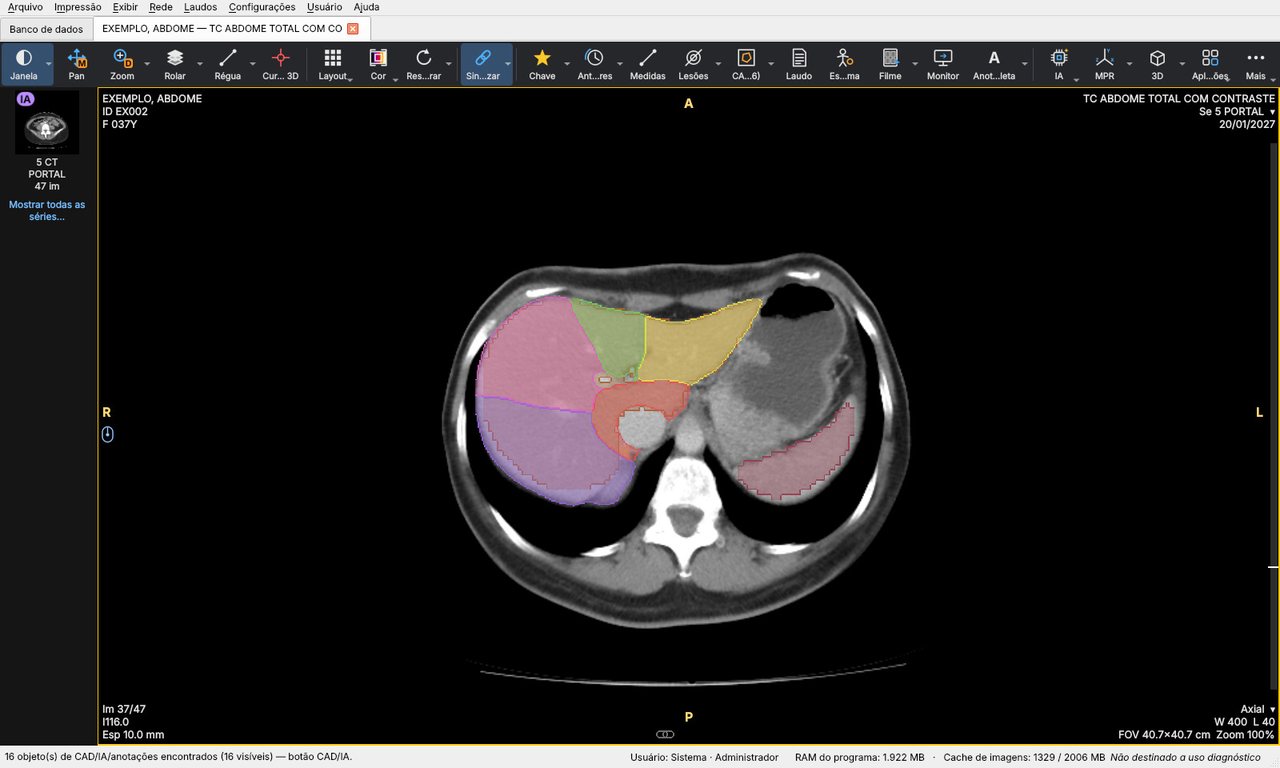 Arquivo Impressão Exibir Rede Laudos Configurações Usuário Ajuda
Banco de dados EXEMPLO, ABDOME — TC ABDOME TOTAL COM CO
Janela Pan Zoom Rolar Régua Cur... 3D Layout Cor Res...rar Sin...zar Chave Ant...res Medidas Lesões CA...6) Laudo Es...ma Filme Monitor Anot...leta IA MPR 3D Apl...ões Mais
IA
5 CT
PORTAL
47 im
Mostrar todas as
séries...
EXEMPLO, ABDOME
ID EX002
F 037Y
A
TC ABDOME TOTAL COM CONTRASTE
Se 5 PORTAL
20/01/2027
R
L
P
Im 37/47
I116.0
Esp 10.0 mm
Axial
W 400 L 40
FOV 40.7×40.7 cm Zoom 100%
16 objeto(s) de CAD/IA/anotações encontrados (16 visíveis) — botão CAD/IA. Usuário: Sistema · Administrador RAM do programa: 1.922 MB · Cache de imagens: 1329 / 2006 MB Não destinado a uso diagnóstico